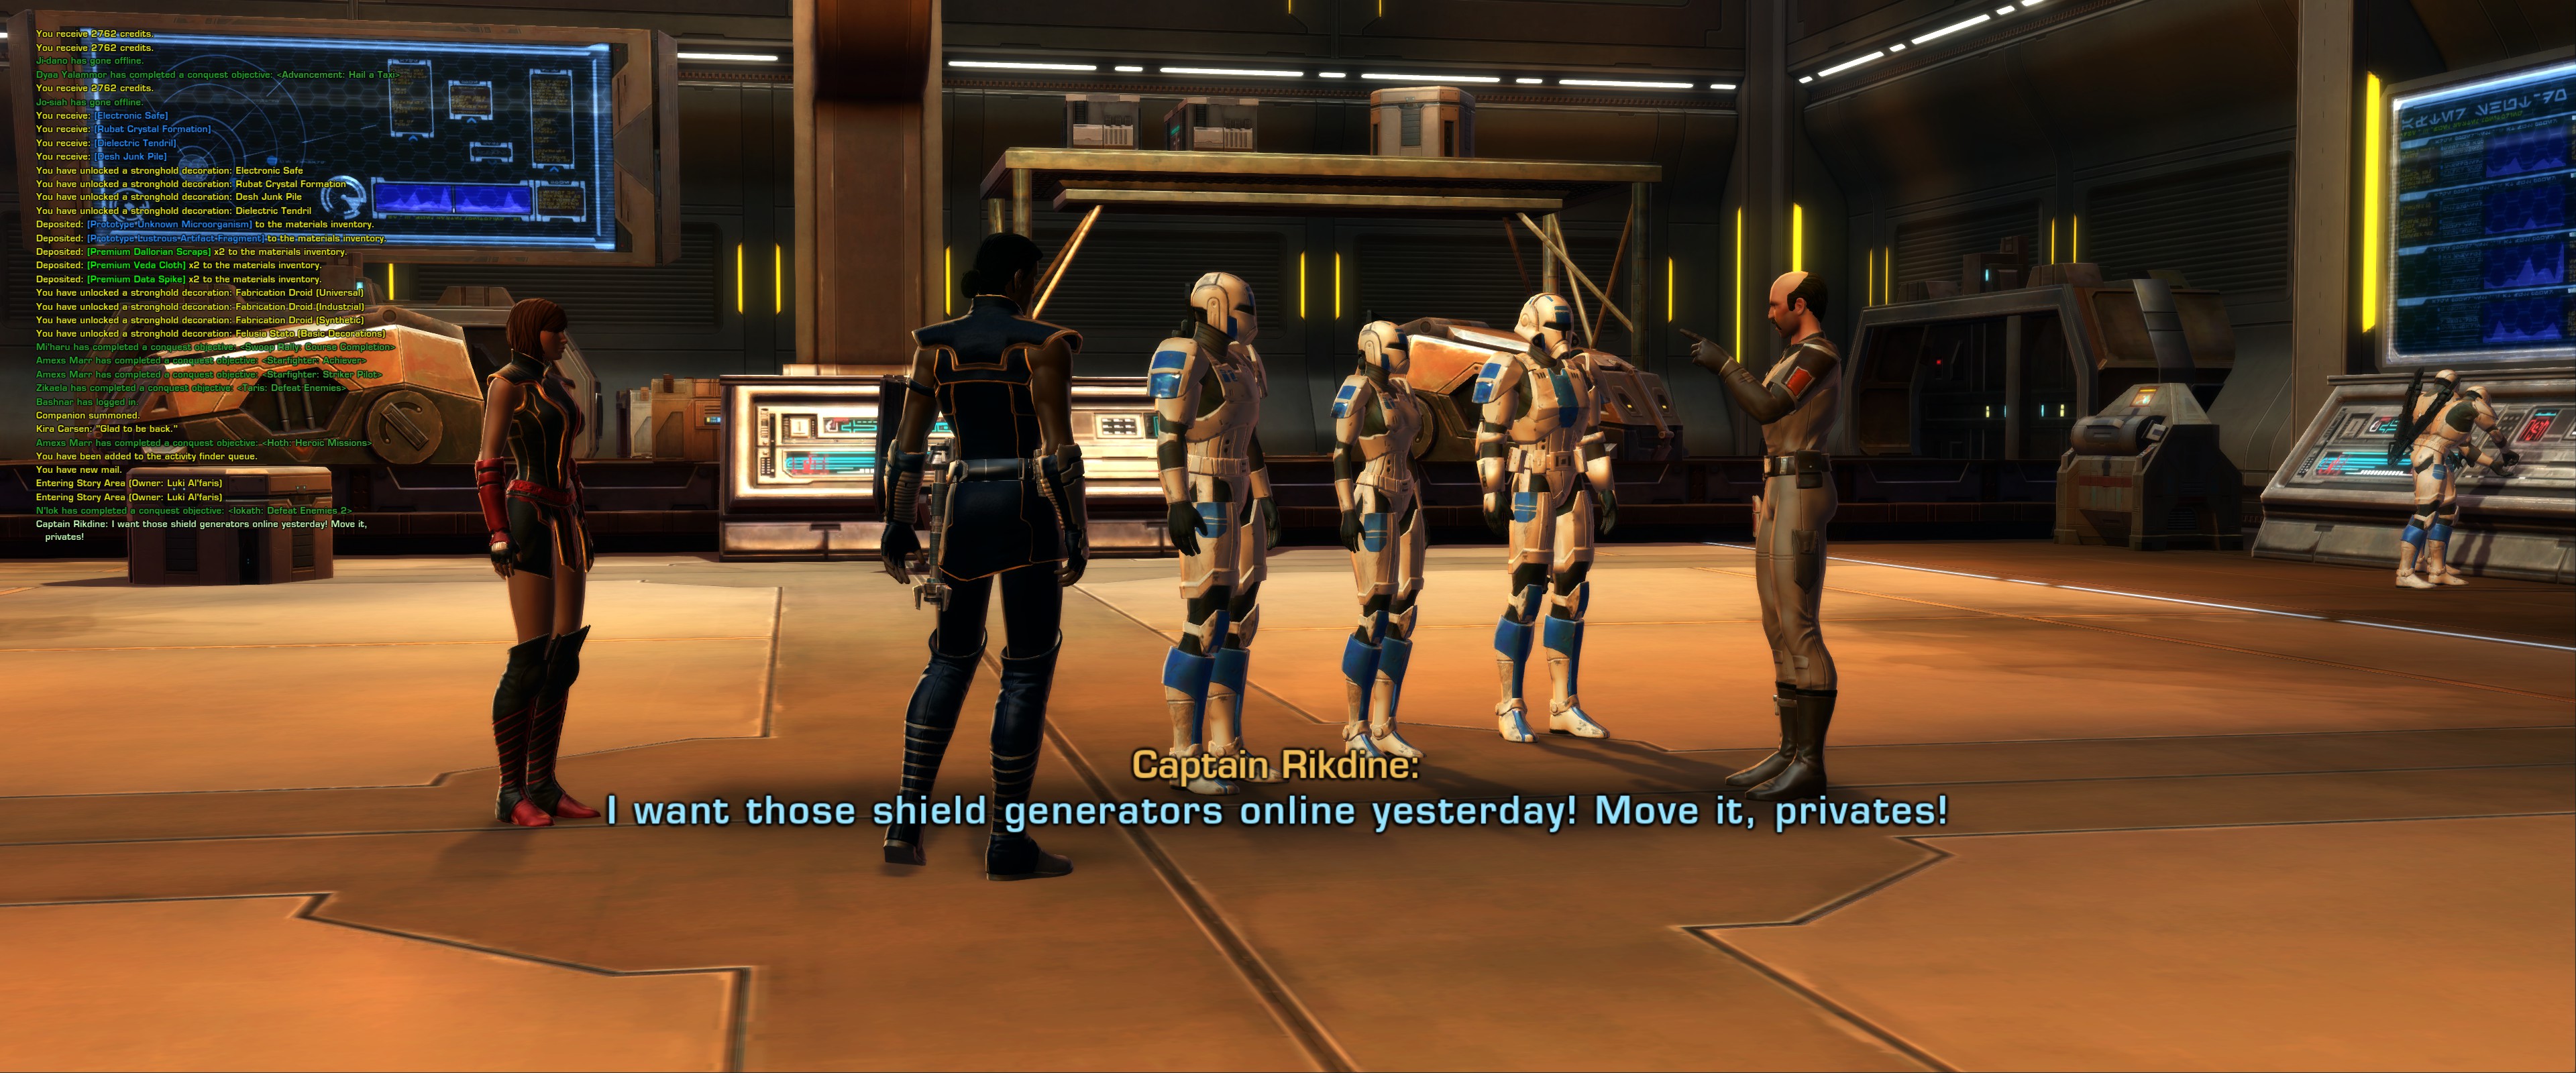 You receive 2762 credits.
You receive 2762 credits.
Ji-dano has gone offline.
Dyaa Yalammor has completed a conquest objective: <Advancement: Hail a Taxi>
You receive 2762 credits.
Jo-siah has gone offline.
You receive: [Electronic Safe]
You receive: [Rubat Crystal Formation]
You receive: [Dielectric Tendril]
You receive: [Desh Junk Pile]
You have unlocked a stronghold decoration: Electronic Safe
You have unlocked a stronghold decoration: Rubat Crystal Formation
You have unlocked a stronghold decoration: Desh Junk Pile
You have unlocked a stronghold decoration: Dielectric Tendril
Deposited: [Prototype Unknown Microorganism] to the materials inventory.
Deposited: [Prototype Lustrous Artifact Fragment] to the materials inventory.
Deposited: [Premium Dallorian Scraps] x2 to the materials inventory.
Deposited: [Premium Veda Cloth] x2 to the materials inventory.
Deposited: [Premium Data Spike] x2 to the materials inventory.
You have unlocked a stronghold decoration: Fabrication Droid (Universal)
You have unlocked a stronghold decoration: Fabrication Droid (Industrial)
You have unlocked a stronghold decoration: Fabrication Droid (Synthetic)
You have unlocked a stronghold decoration: Felusia Stato (Basic Decorations)
Mi'haru has completed a conquest objective: <Swoop Rally: Course Completion>
Amexs Marr has completed a conquest objective: <Starfighter: Achiever>
Amexs Marr has completed a conquest objective: <Starfighter: Striker Pilot>
Zikaela has completed a conquest objective: <Taris: Defeat Enemies>
Bashnar has logged in.
Companion summoned.
Kira Carsen: "Glad to be back."
Amexs Marr has completed a conquest objective: <Hoth: Heroic Missions>
You have been added to the activity finder queue.
You have new mail.
Entering Story Area (Owner: Luki Al'faris)
Entering Story Area (Owner: Luki Al'faris)
N'lok has completed a conquest objective: <Iokath: Defeat Enemies 2>
Captain Rikdine: I want those shield generators online yesterday! Move it,
privates!
Captain Rikdine:
I want those shield generators online yesterday! Move it, privates!